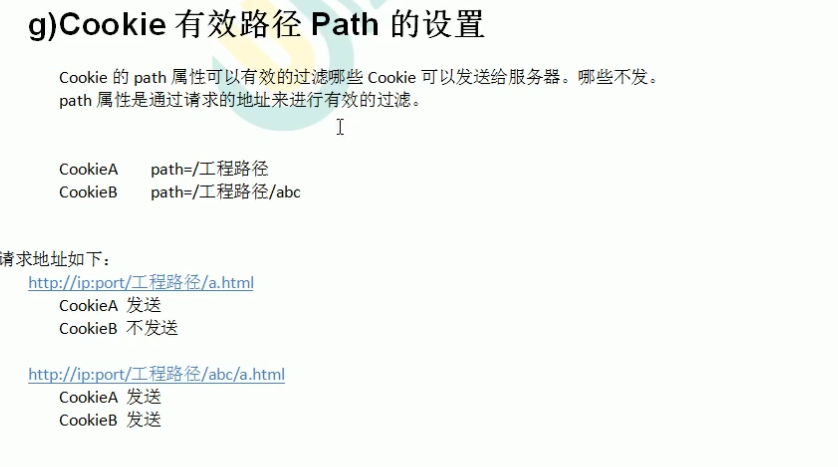 g)Cookie 有效路径 Path 的设置
Cookie 的 path 属性可以有效的过滤哪些 Cookie 可以发送给服务器。哪些不发。
path 属性是通过请求的地址来进行有效的过滤。
CookieA path=/工程路径
CookieB path=/工程路径/abc
请求地址如下：
http://ip:port/工程路径/a.html
CookieA 发送
CookieB 不发送
http://ip:port/工程路径/abc/a.html
CookieA 发送
CookieB 发送